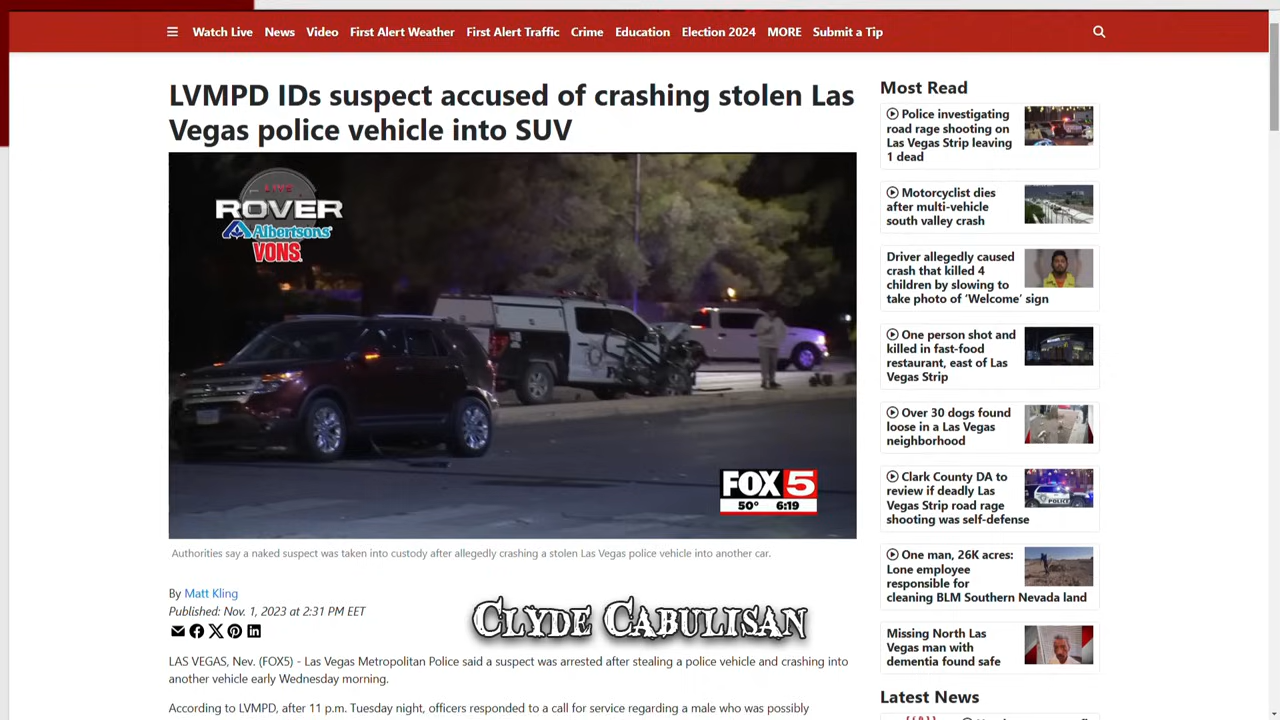 Watch Live News Video First Alert Weather First Alert Traffic Crime Education Election 2024 MORE Submit a Tip
LVMPD IDs suspect accused of crashing stolen Las
Vegas police vehicle into SUV
LIVE
ROVER
Albertsons
VONS
FOX 5
50° 6:19
Authorities say a naked suspect was taken into custody after allegedly crashing a stolen Las Vegas police vehicle into another car.
By Matt Kling
Published: Nov. 1, 2023 at 2:31 PM EET
Clyde Cabulisan
LAS VEGAS, Nev. (FOX5) - Las Vegas Metropolitan Police said a suspect was arrested after stealing a police vehicle and crashing into
another vehicle early Wednesday morning.
According to LVMPD, after 11 p.m. Tuesday night, officers responded to a call for service regarding a male who was possibly
Most Read
Police investigating
road rage shooting on
Las Vegas Strip leaving
1 dead
Motorcyclist dies
after multi-vehicle
south valley crash
Driver allegedly caused
crash that killed 4
children by slowing to
take photo of ‘Welcome’ sign
One person shot and
killed in fast-food
restaurant, east of Las
Vegas Strip
Over 30 dogs found
loose in a Las Vegas
neighborhood
Clark County DA to
review if deadly Las
Vegas Strip road rage
shooting was self-defense
POLICE
One man, 26K acres:
Lone employee
responsible for
cleaning BLM Southern Nevada land
Missing North Las
Vegas man with
dementia found safe
Latest News